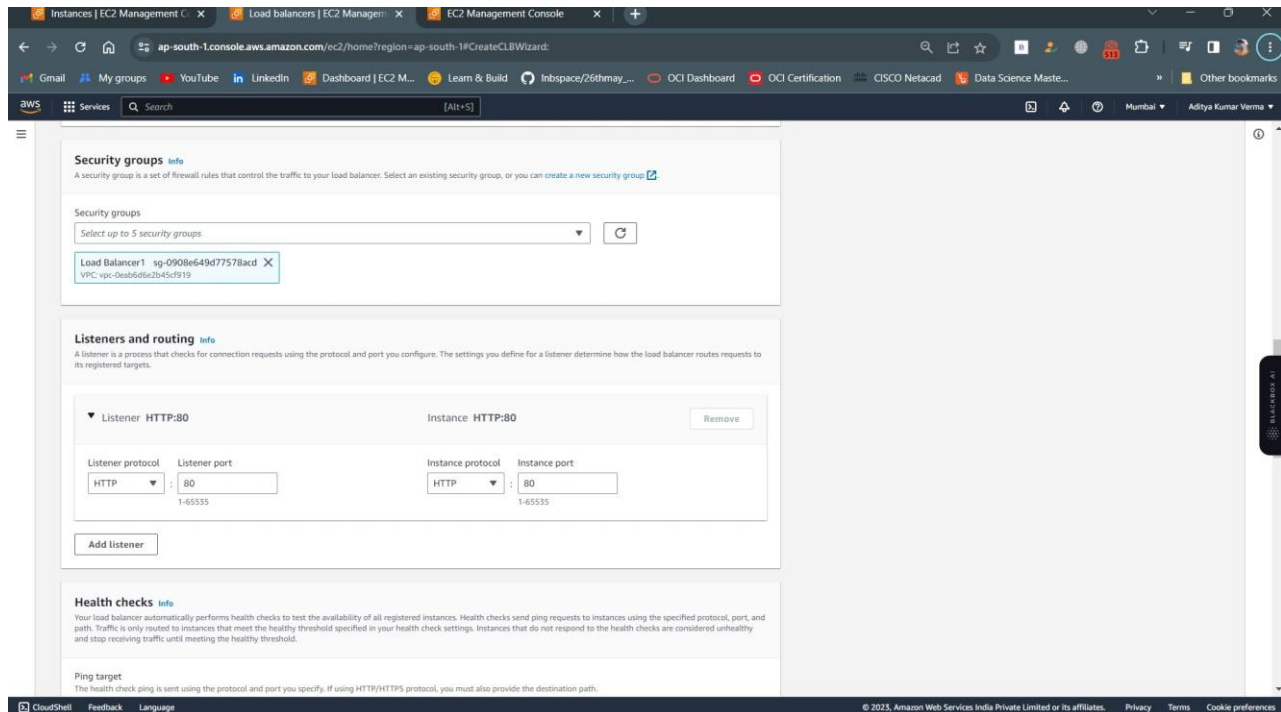 Instances | EC2 Management C
Load balancers | EC2 Managem
EC2 Management Console
ap-south-1.console.aws.amazon.com/ec2/home?region=ap-south-1#CreateCLBWizard:
513
Gmail My groups YouTube LinkedIn Dashboard | EC2 M... Learn & Build Inbspace/26thmay_... OCI Dashboard OCI Certification CISCO Netacad Data Science Maste... » Other bookmarks
aws Services Search [Alt+S] Mumbai Aditya Kumar Verma
Security groups Info
A security group is a set of firewall rules that control the traffic to your load balancer. Select an existing security group, or you can create a new security group.
Security groups
Select up to 5 security groups
Load Balancer1 sg-0908e649d77578acd
VPC: vpc-0eab6d6e2b45cf919
Listeners and routing Info
A listener is a process that checks for connection requests using the protocol and port you configure. The settings you define for a listener determine how the load balancer routes requests to
its registered targets.
Listener HTTP:80 Instance HTTP:80 Remove
Listener protocol Listener port Instance protocol Instance port
HTTP : 80 HTTP : 80
1-65535 1-65535
Add listener
Health checks Info
Your load balancer automatically performs health checks to test the availability of all registered instances. Health checks send ping requests to instances using the specified protocol, port, and
path. Traffic is only routed to instances that meet the healthy threshold specified in your health check settings. Instances that do not respond to the health checks are considered unhealthy
and stop receiving traffic until meeting the healthy threshold.
Ping target
The health check ping is sent using the protocol and port you specify. If using HTTP/HTTPS protocol, you must also provide the destination path.
BLACKBOX AI
CloudShell Feedback Language © 2023, Amazon Web Services India Private Limited or its affiliates. Privacy Terms Cookie preferences